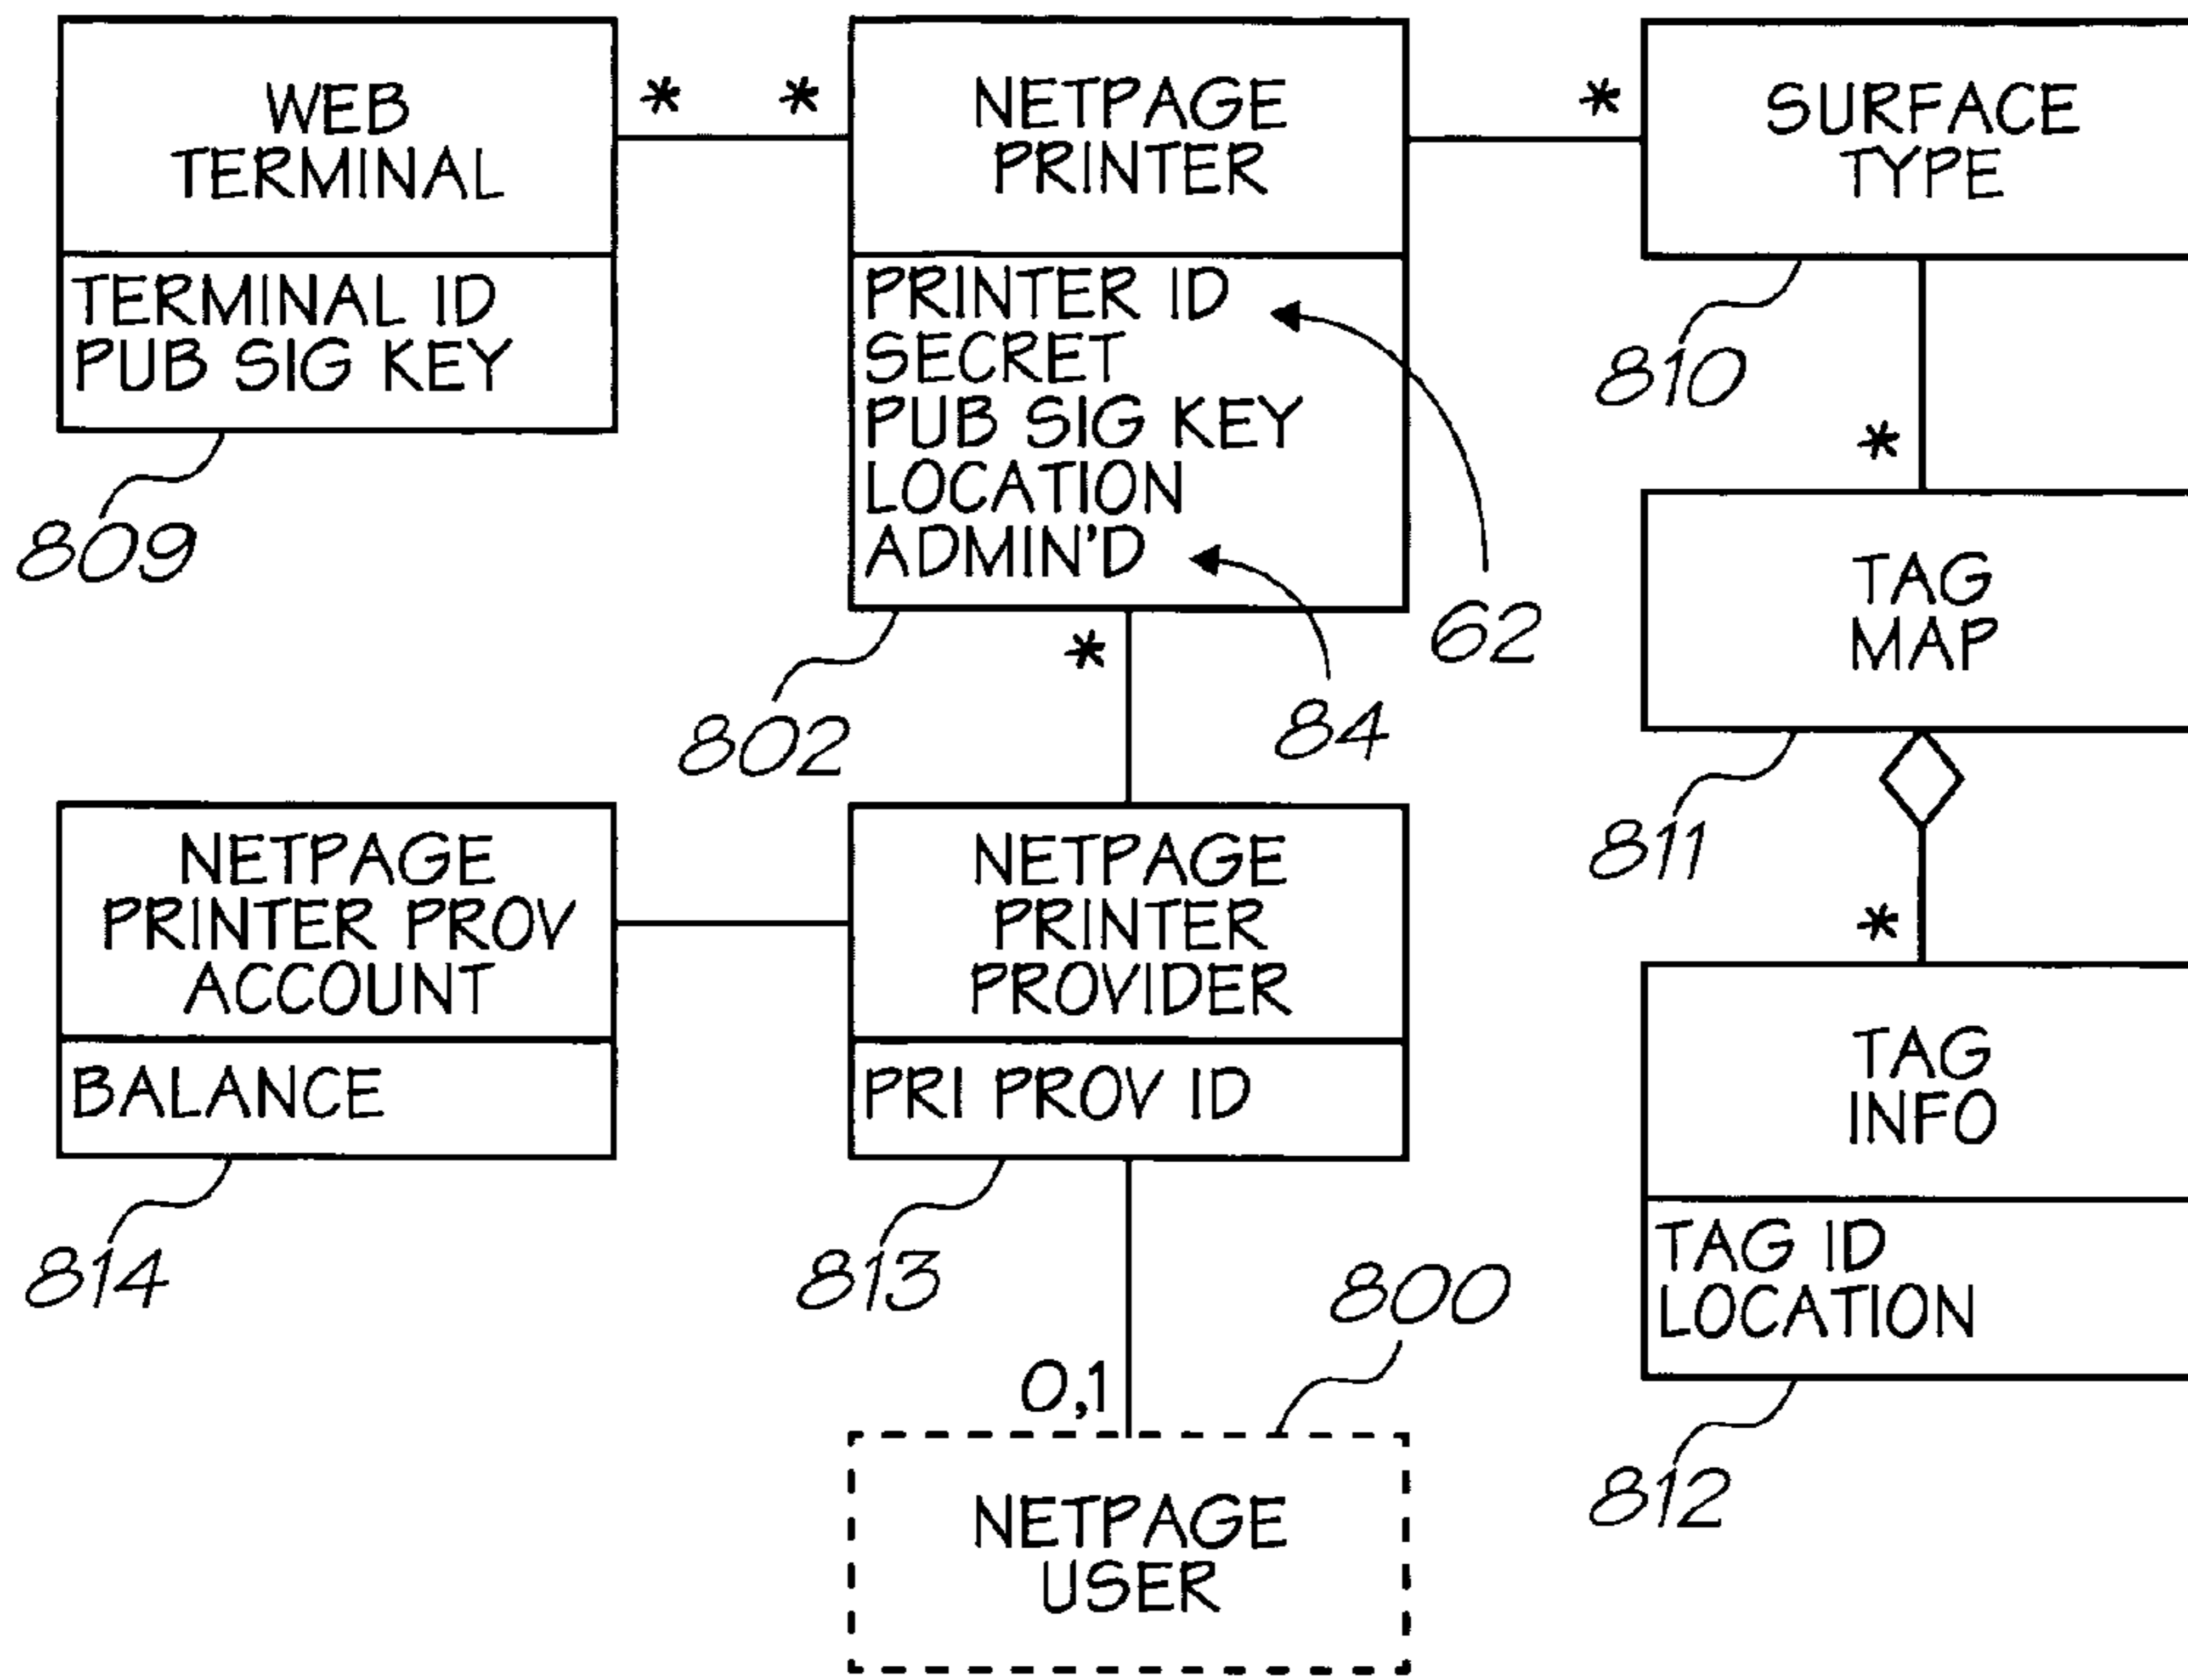 WEB
TERMINAL
* *
NETPAGE
PRINTER
*
SURFACE
TYPE
TERMINAL ID
PUB SIG KEY
PRINTER ID
SECRET
PUB SIG KEY
LOCATION
ADMIN'D
809
802
62
84
810
*
*
TAG
MAP
811
*
NETPAGE
PRINTER PROV
ACCOUNT
BALANCE
814
NETPAGE
PRINTER
PROVIDER
PRI PROV ID
813
TAG
INFO
TAG ID
LOCATION
812
800
0,1
NETPAGE
USER